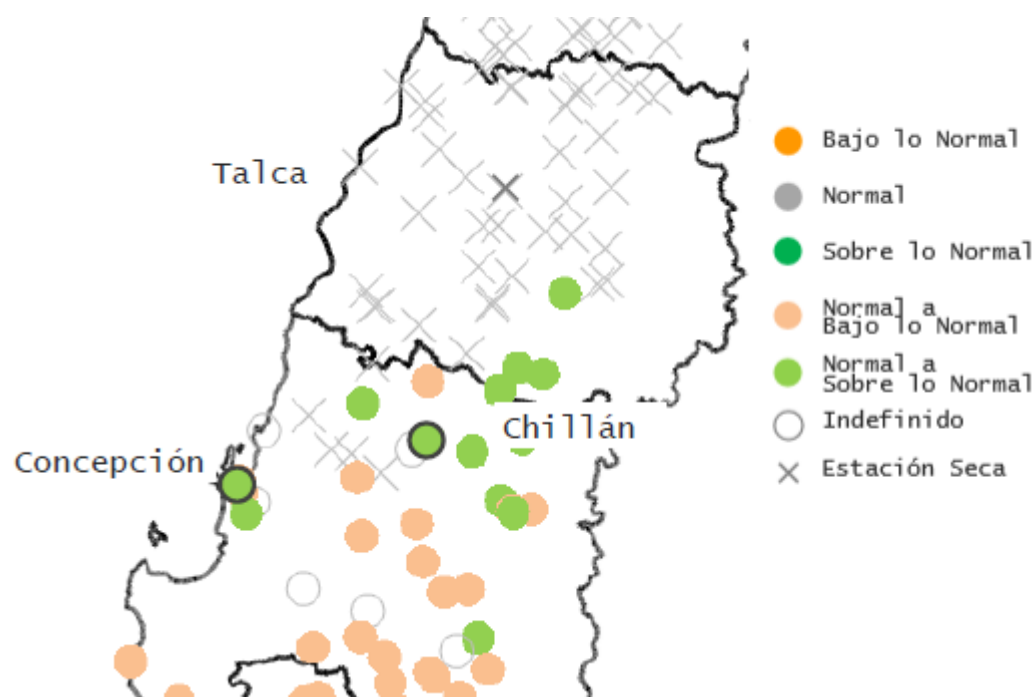 Talca
Chillán
Concepción
Bajo lo Normal
Normal
Sobre lo Normal
Normal a
Bajo lo Normal
Normal a
Sobre lo Normal
Indefinido
Estación Seca